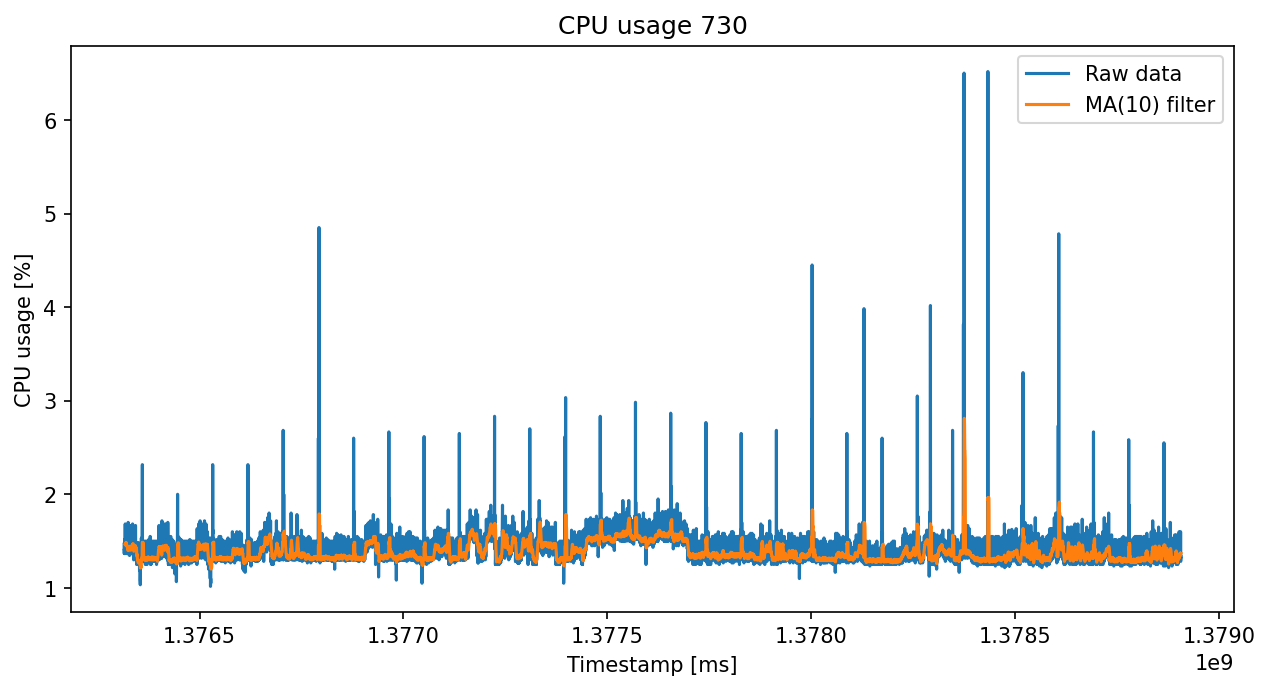 CPU usage 730
Raw data
MA(10) filter
CPU usage [%]
6
5
4
3
2
1
1.3765
1.3770
1.3775
1.3780
1.3785
1.3790
1e9
Timestamp [ms]